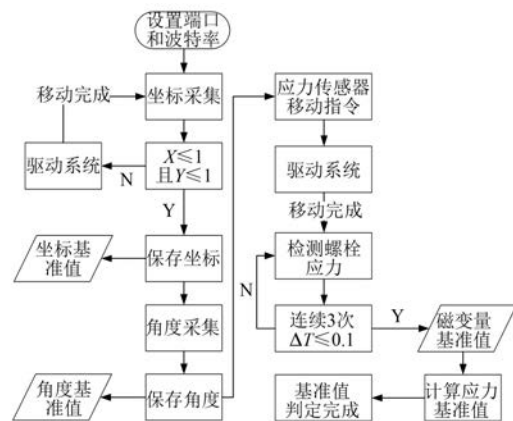 设置端口
和波特率
移动完成
坐标采集
驱动系统
N
X≤1
且Y≤1
Y
坐标基
准值
保存坐标
角度采集
角度基
准值
保存角度
应力传感器
移动指令
驱动系统
移动完成
检测螺栓
应力
N
连续3次
ΔT≤0.1
Y
磁变量
基准值
基准值
判定完成
计算应力
基准值